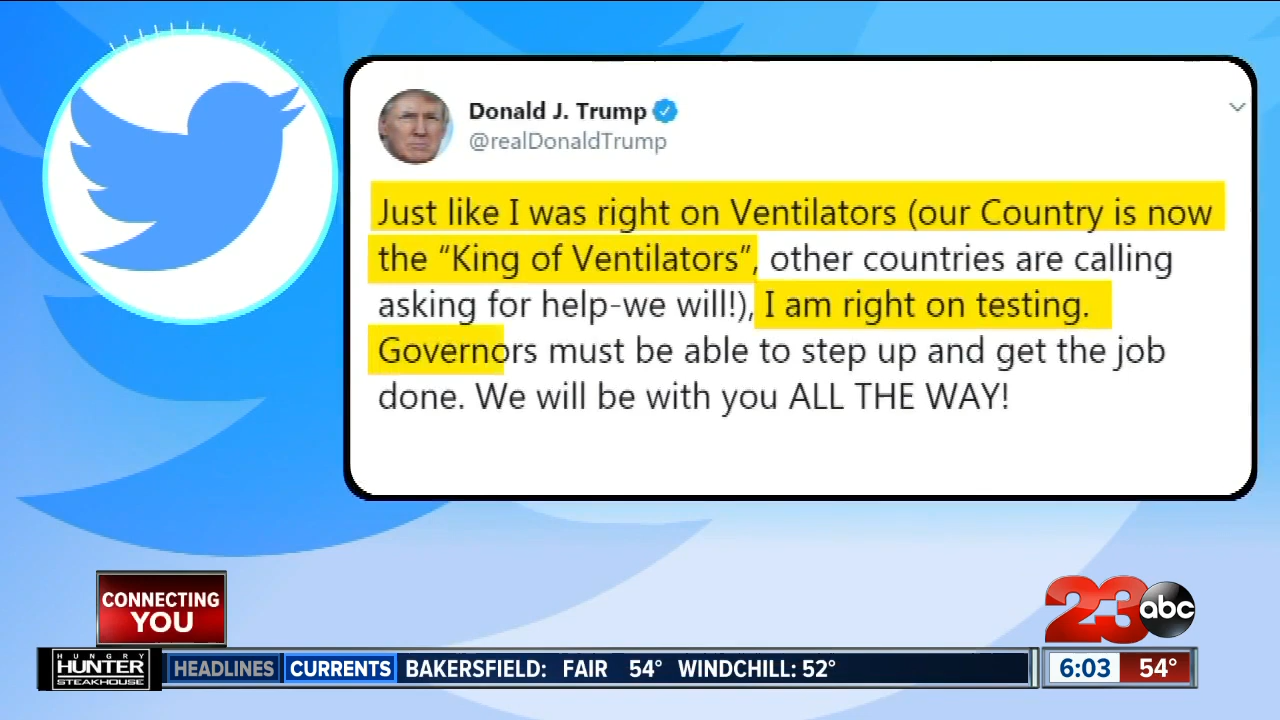 Donald J. Trump
@realDonaldTrump
Just like I was right on Ventilators (our Country is now
the “King of Ventilators”, other countries are calling
asking for help-we will!), I am right on testing.
Governors must be able to step up and get the job
done. We will be with you ALL THE WAY!
CONNECTING
YOU
23 abc
HUNGRY
HUNTER
STEAKHOUSE
HEADLINES CURRENTS BAKERSFIELD: FAIR 54° WINDCHILL: 52°
6:03 54°